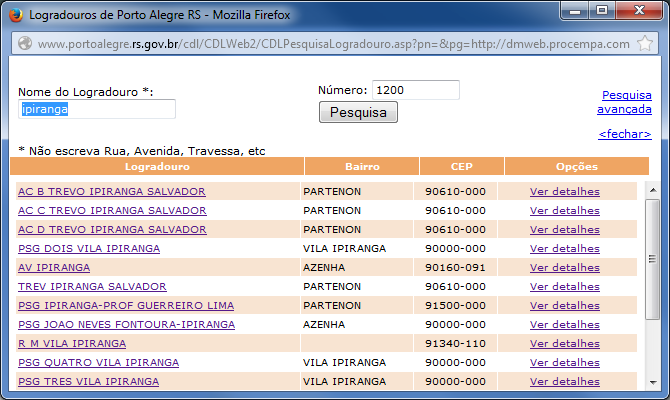 Logradouros de Porto Alegre RS - Mozilla Firefox
www.portoalegre.rs.gov.br/cdl/CDLWeb2/CDLPesquisaLogradouro.asp?pn=&pg=http://dmweb.procempa.com
Nome do Logradouro *: Número: 1200 Pesquisa avançada
ipiranga Pesquisa
<fechar>
* Não escreva Rua, Avenida, Travessa, etc
Logradouro Bairro CEP Opções
AC B TREVO IPIRANGA SALVADOR PARTENON 90610-000 Ver detalhes
AC C TREVO IPIRANGA SALVADOR PARTENON 90610-000 Ver detalhes
AC D TREVO IPIRANGA SALVADOR PARTENON 90610-000 Ver detalhes
PSG DOIS VILA IPIRANGA VILA IPIRANGA 90000-000 Ver detalhes
AV IPIRANGA AZENHA 90160-091 Ver detalhes
TREV IPIRANGA SALVADOR PARTENON 90610-000 Ver detalhes
PSG IPIRANGA-PROF GUERREIRO LIMA PARTENON 91500-000 Ver detalhes
PSG JOAO NEVES FONTOURA-IPIRANGA AZENHA 90000-000 Ver detalhes
R M VILA IPIRANGA 91340-110 Ver detalhes
PSG QUATRO VILA IPIRANGA VILA IPIRANGA 90000-000 Ver detalhes
PSG TRES VILA IPIRANGA VILA IPIRANGA 90000-000 Ver detalhes